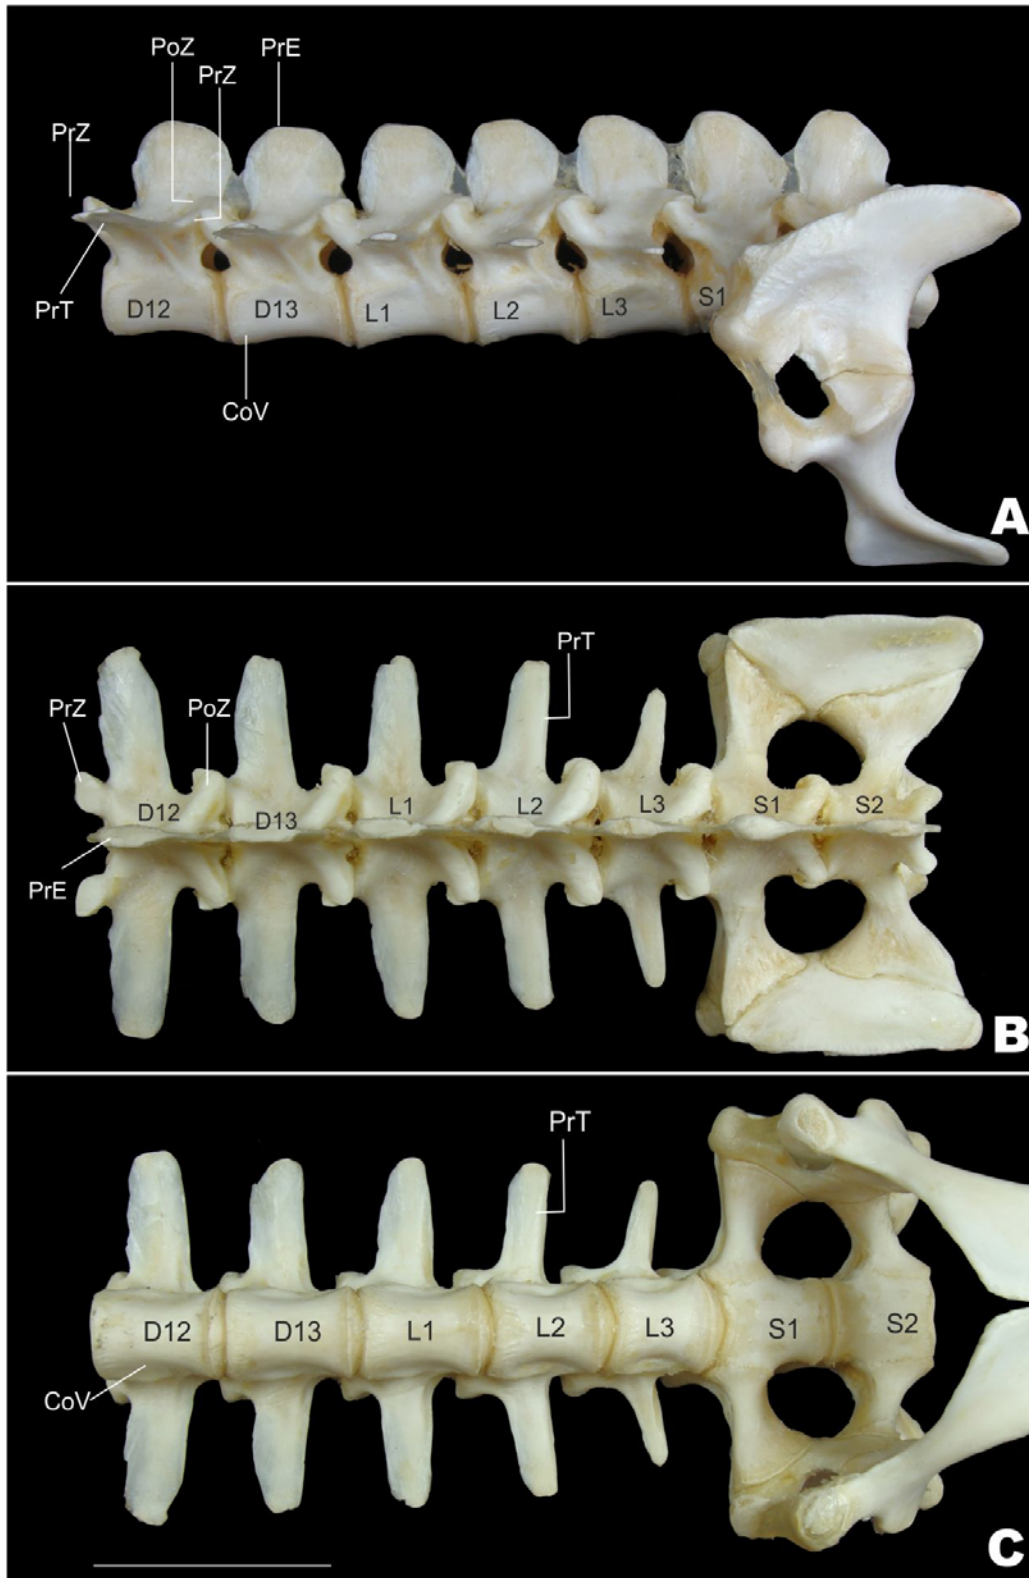 PoZ
PrE
PrZ
PrZ
PrT
D12
D13
L1
L2
L3
S1
CoV
A
PrT
PrZ
PoZ
D12
D13
L1
L2
L3
S1
S2
PrE
B
PrT
D12
D13
L1
L2
L3
S1
S2
CoV
C